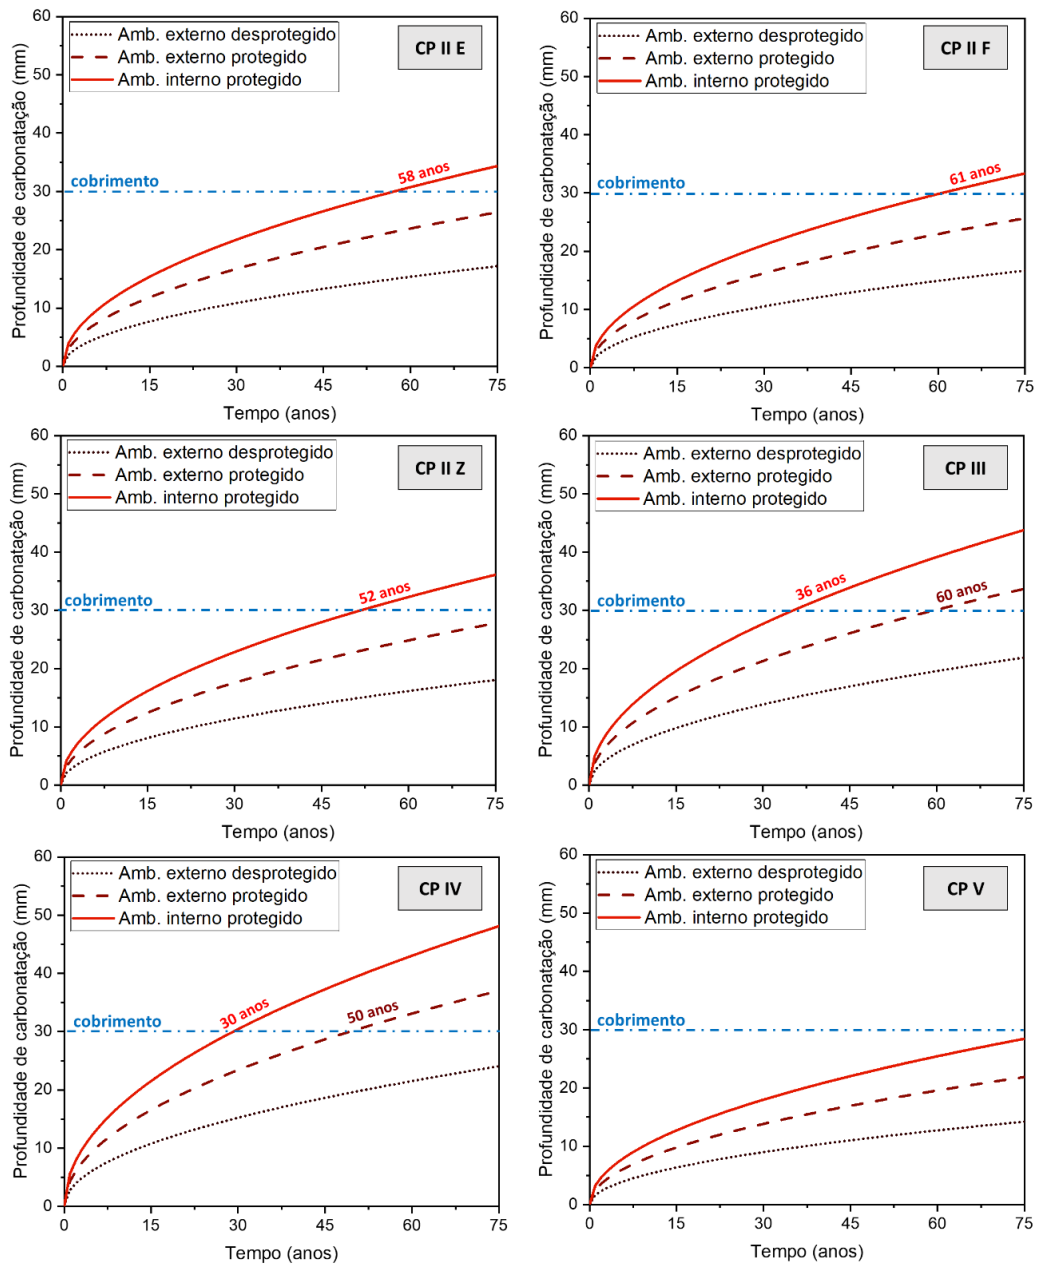 Amb. externo desprotegido
Amb. externo protegido
Amb. interno protegido
CP II E
cobrimento
58 anos
Profundidade de carbonatação (mm)
60
50
40
30
20
10
0
0 15 30 45 60 75
Tempo (anos)
Amb. externo desprotegido
Amb. externo protegido
Amb. interno protegido
CP II F
cobrimento
61 anos
Profundidade de carbonatação (mm)
60
50
40
30
20
10
0
0 15 30 45 60 75
Tempo (anos)
Amb. externo desprotegido
Amb. externo protegido
Amb. interno protegido
CP II Z
cobrimento
52 anos
Profundidade de carbonatação (mm)
60
50
40
30
20
10
0
0 15 30 45 60 75
Tempo (anos)
Amb. externo desprotegido
Amb. externo protegido
Amb. interno protegido
CP III
cobrimento
36 anos
60 anos
Profundidade de carbonatação (mm)
60
50
40
30
20
10
0
0 15 30 45 60 75
Tempo (anos)
Amb. externo desprotegido
Amb. externo protegido
Amb. interno protegido
CP IV
cobrimento
30 anos
50 anos
Profundidade de carbonatação (mm)
60
50
40
30
20
10
0
0 15 30 45 60 75
Tempo (anos)
Amb. externo desprotegido
Amb. externo protegido
Amb. interno protegido
CP V
cobrimento
Profundidade de carbonatação (mm)
60
50
40
30
20
10
0
0 15 30 45 60 75
Tempo (anos)